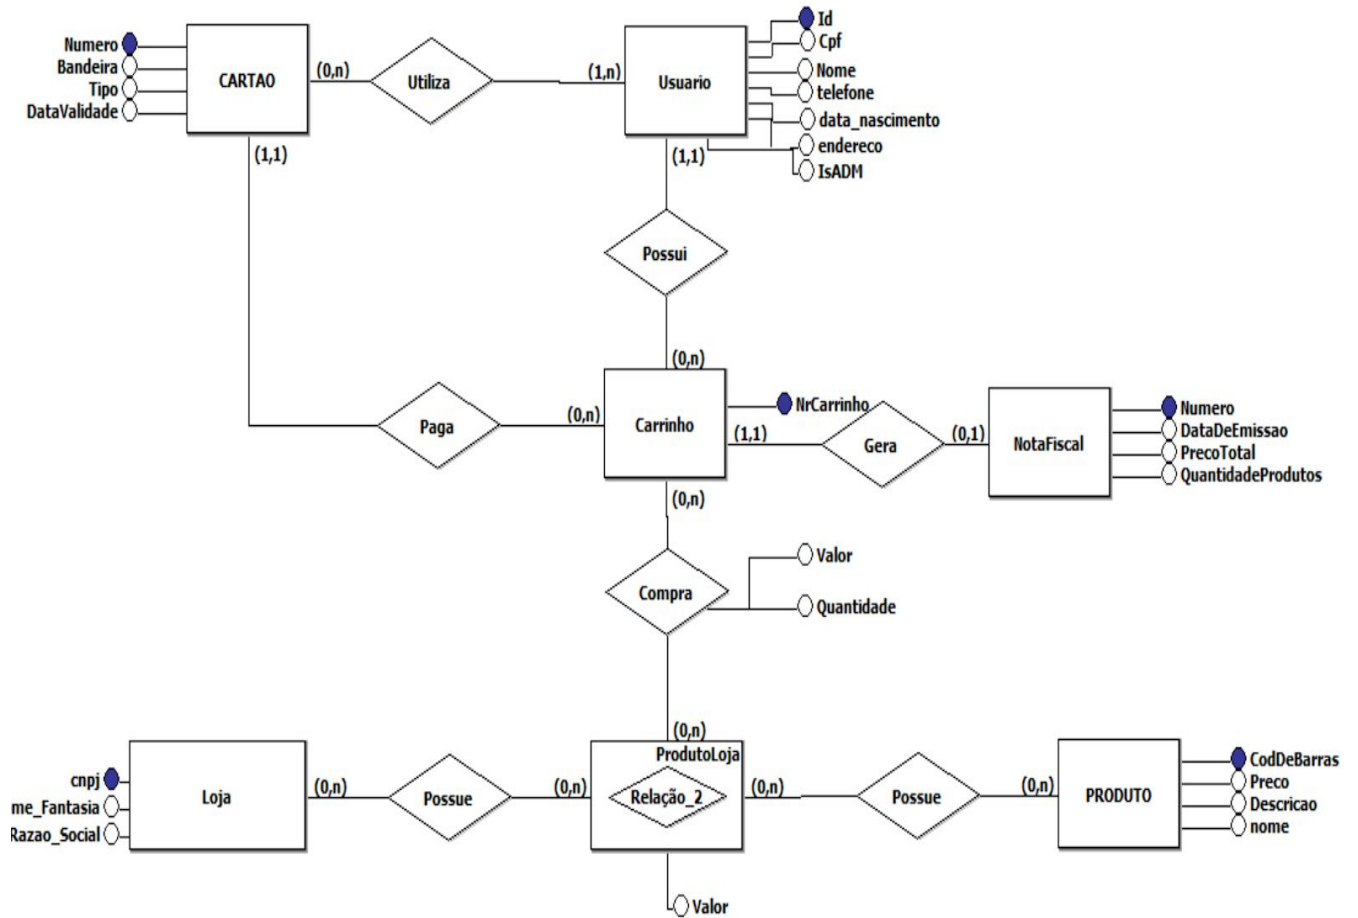 Numero
Bandeira
Tipo
DataValidade
CARTAO
(0,n)
Utiliza
(1,n)
Usuario
Id
Cpf
Nome
telefone
data_nascimento
endereco
IsADM
(1,1)
(1,1)
Possui
(0,n)
Paga
(0,n)
Carrinho
NrCarrinho
(1,1)
Gera
(0,1)
NotaFiscal
Numero
DataDeEmissao
PrecoTotal
QuantidadeProdutos
(0,n)
Compra
Valor
Quantidade
(0,n)
cnpj
me_Fantasia
Razao_Social
Loja
(0,n)
Possue
(0,n)
ProdutoLoja
Relação_2
(0,n)
Possue
(0,n)
PRODUTO
CodDeBarras
Preco
Descricao
nome
Valor